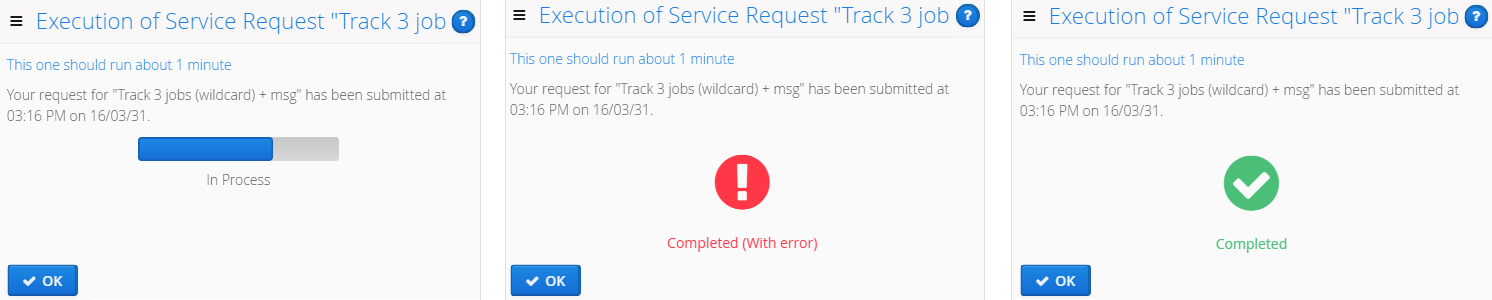 Execution of Service Request "Track 3 job ?
This one should run about 1 minute
Your request for "Track 3 jobs (wildcard) + msg" has been submitted at
03:16 PM on 16/03/31.
In Process
OK
Execution of Service Request "Track 3 job ?
This one should run about 1 minute
Your request for "Track 3 jobs (wildcard) + msg" has been submitted at
03:16 PM on 16/03/31.
Completed (With error)
OK
Execution of Service Request "Track 3 job ?
This one should run about 1 minute
Your request for "Track 3 jobs (wildcard) + msg" has been submitted at
03:16 PM on 16/03/31.
Completed
OK